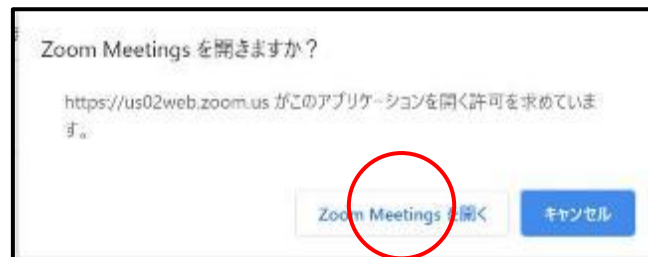 Zoom Meetings を開きますか？
https://us02web.zoom.us がこのアプリケーションを開く許可を求めていま
す。
Zoom Meetings を開く
キャンセル